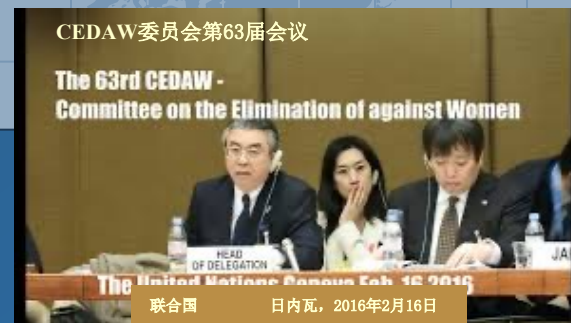 CEDAW委员会第63届会议
The 63rd CEDAW -
Committee on the Elimination of against Women
HEAD
OF DELEGATION
JA
The United Nations Geneva Feb. 16 2016
联合国 日内瓦，2016年2月16日